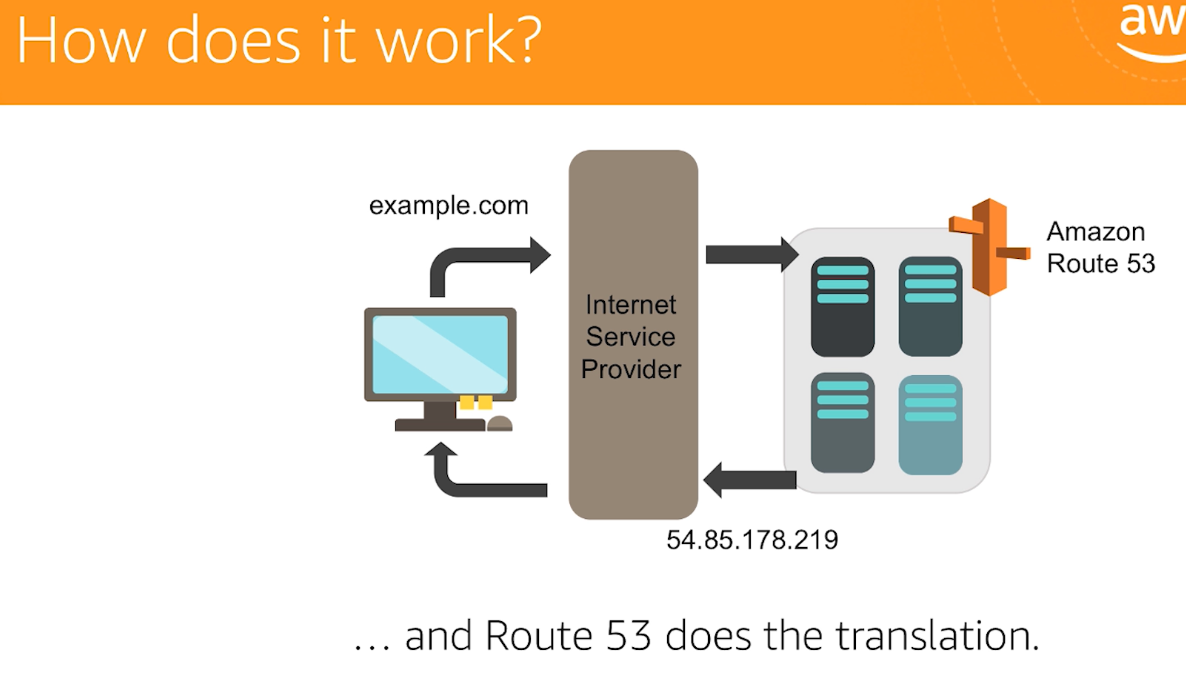 How does it work?
aw
example.com
Internet
Service
Provider
Amazon
Route 53
54.85.178.219
... and Route 53 does the translation.